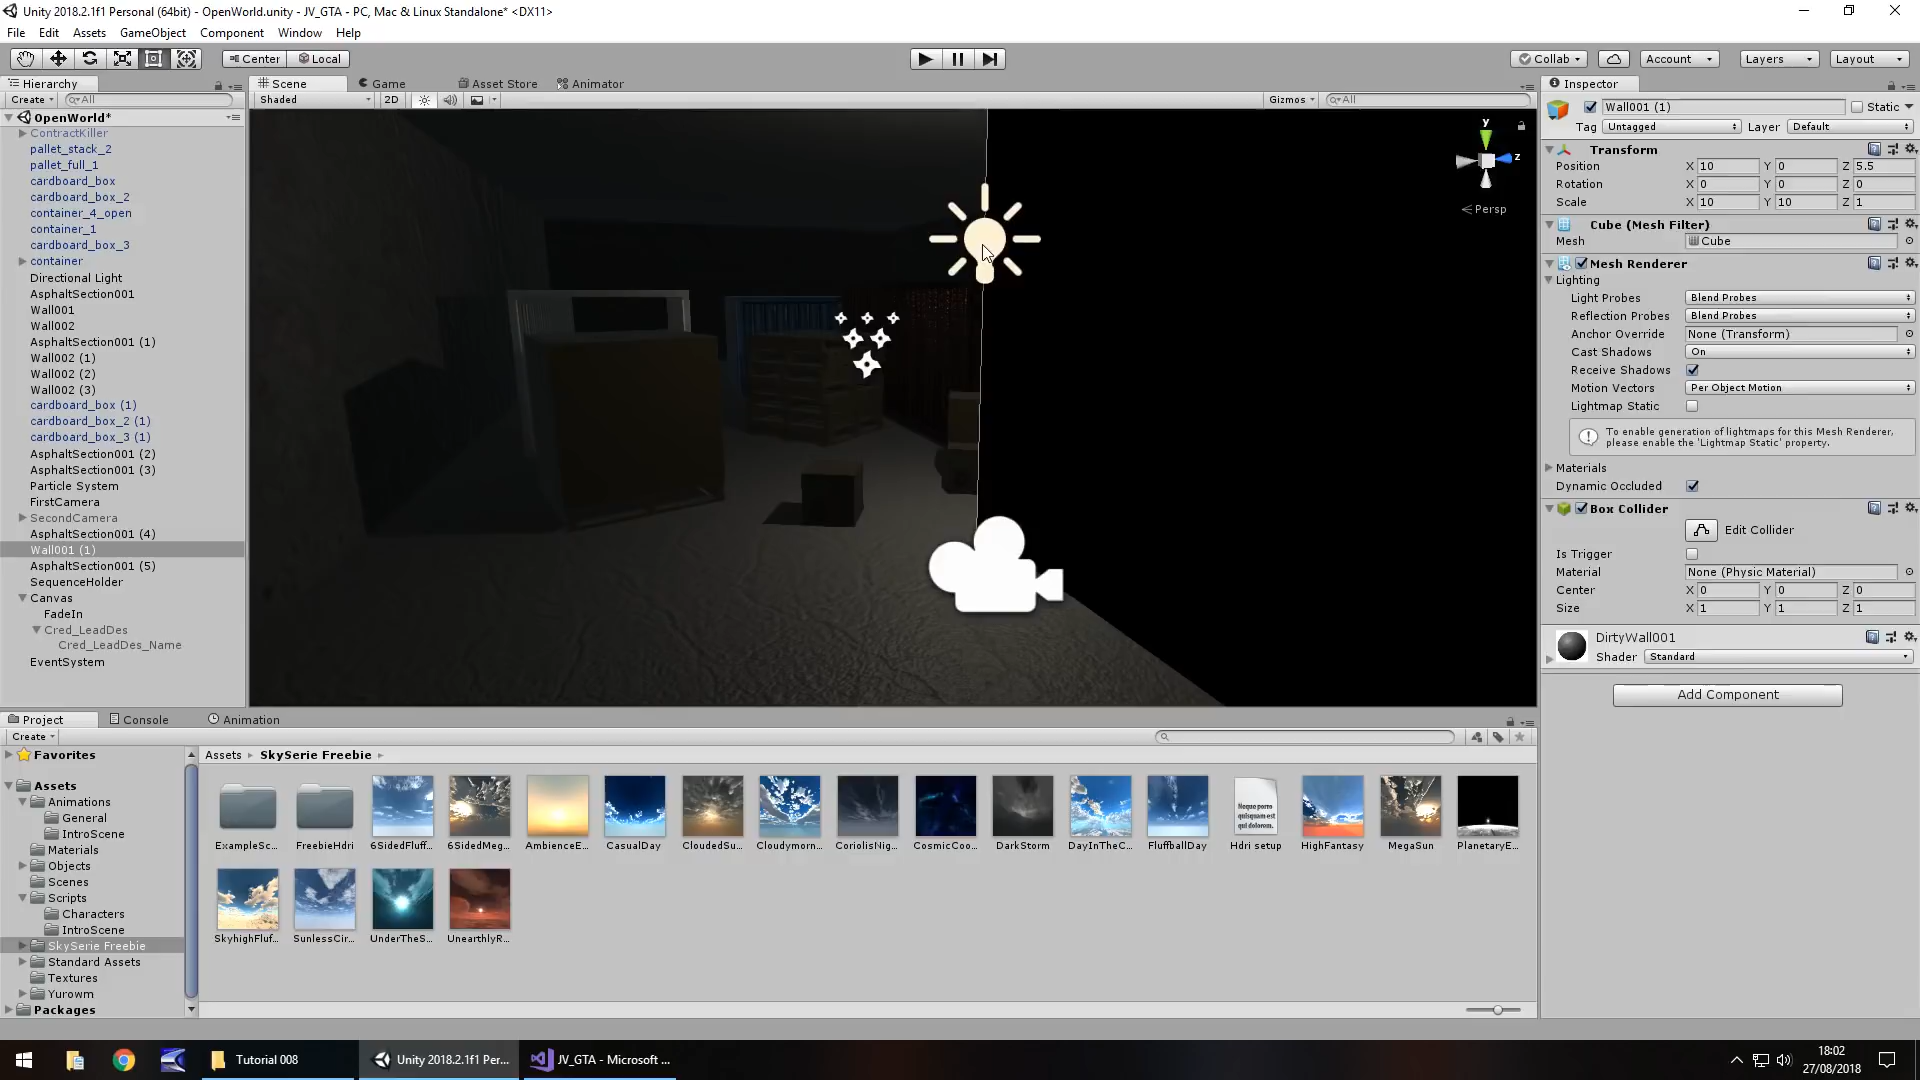 Unity 2018.2.1f1 Personal (64bit) - OpenWorld.unity - JV_GTA - PC, Mac & Linux Standalone* <DX11>
File Edit Assets GameObject Component Window Help
Center Local Collab Account Layers Layout
Hierarchy
Create All
OpenWorld*
ContractKiller
pallet_stack_2
pallet_full_1
cardboard_box
cardboard_box_2
container_4_open
container_1
cardboard_box_3
container
Directional Light
AsphaltSection001
Wall001
Wall002
AsphaltSection001 (1)
Wall002 (1)
Wall002 (2)
Wall002 (3)
cardboard_box (1)
cardboard_box_2 (1)
cardboard_box_3 (1)
AsphaltSection001 (2)
AsphaltSection001 (3)
Particle System
FirstCamera
SecondCamera
AsphaltSection001 (4)
Wall001 (1)
AsphaltSection001 (5)
SequenceHolder
Canvas
FadeIn
Cred_LeadDes
Cred_LeadDes_Name
EventSystem
Scene Game Asset Store Animator
Shaded 2D Gizmos All
y
z
Persp
Inspector
Wall001 (1) Static
Tag Untagged Layer Default
Transform
Position X 10 Y 0 Z 5.5
Rotation X 0 Y 0 Z 0
Scale X 10 Y 10 Z 1
Cube (Mesh Filter)
Mesh Cube
Mesh Renderer
Lighting
Light Probes Blend Probes
Reflection Probes Blend Probes
Anchor Override None (Transform)
Cast Shadows On
Receive Shadows
Motion Vectors Per Object Motion
Lightmap Static
To enable generation of lightmaps for this Mesh Renderer,
please enable the 'Lightmap Static' property.
Materials
Dynamic Occluded
Box Collider
Edit Collider
Is Trigger
Material None (Physic Material)
Center X 0 Y 0 Z 0
Size X 1 Y 1 Z 1
DirtyWall001
Shader Standard
Add Component
Project Console Animation
Create
Favorites
Assets
Animations
General
IntroScene
Materials
Objects
Scenes
Scripts
Characters
IntroScene
SkySerie Freebie
Standard Assets
Textures
Yurowm
Packages
Assets SkySerie Freebie
Neque porro
quisquam est
qui dolorem.
ExampleSc... FreebieHdri 6SidedFluff... 6SidedMeg... AmbienceE... CasualDay CloudedSu... Cloudymorn... CoriolisNig... CosmicCoo... DarkStorm DayInTheC... FluffballDay Hdri setup HighFantasy MegaSun PlanetaryE...
SkyhighFluf... SunlessCir... UnderTheS... UnearthlyR...
Tutorial 008 Unity 2018.2.1f1 Per... JV_GTA - Microsoft ...
18:02
27/08/2018